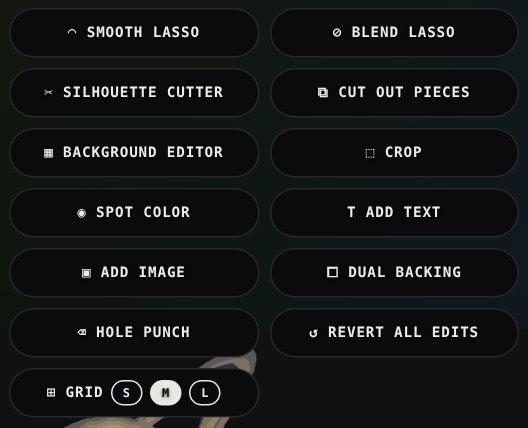 ◠ SMOOTH LASSO
⊘ BLEND LASSO
✂ SILHOUETTE CUTTER
⧉ CUT OUT PIECES
▦ BACKGROUND EDITOR
⬚ CROP
◉ SPOT COLOR
T ADD TEXT
▣ ADD IMAGE
⧠ DUAL BACKING
⌫ HOLE PUNCH
↺ REVERT ALL EDITS
⊞ GRID S M L